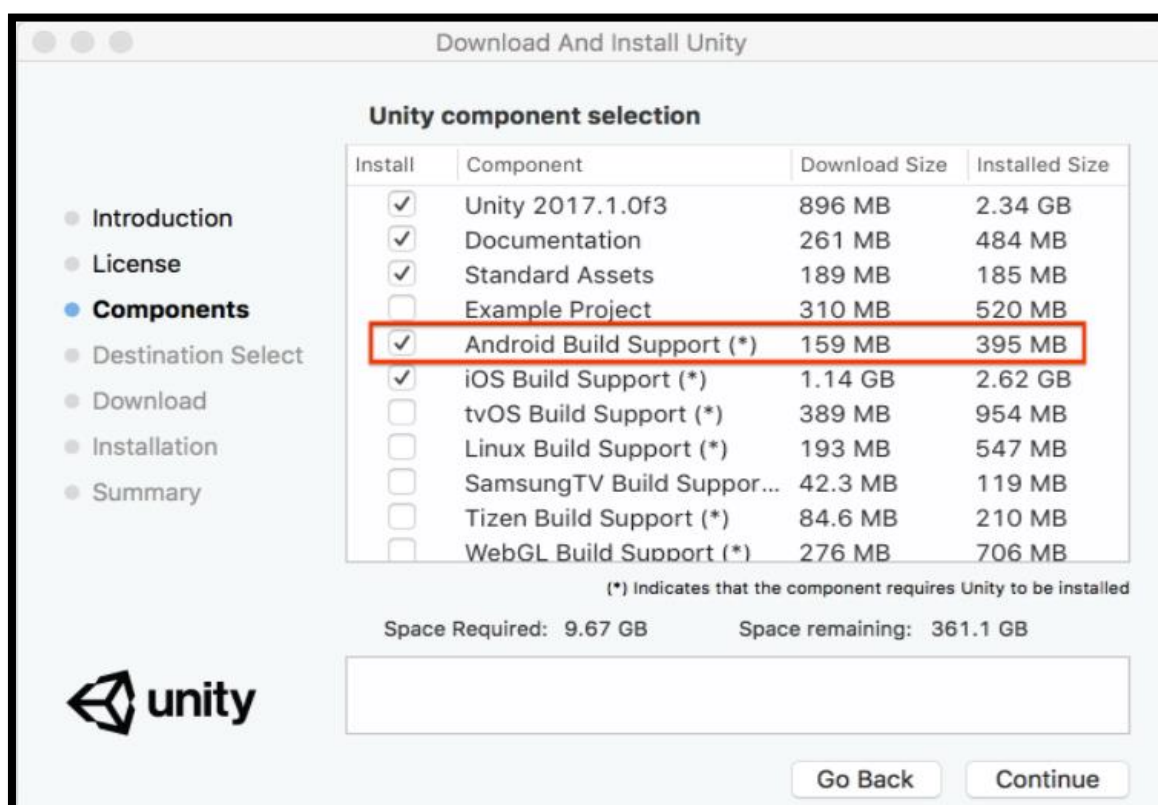 Download And Install Unity
Unity component selection
Introduction
License
Components
Destination Select
Download
Installation
Summary
Install Component Download Size Installed Size
Unity 2017.1.0f3 896 MB 2.34 GB
Documentation 261 MB 484 MB
Standard Assets 189 MB 185 MB
Example Project 310 MB 520 MB
Android Build Support (*) 159 MB 395 MB
iOS Build Support (*) 1.14 GB 2.62 GB
tvOS Build Support (*) 389 MB 954 MB
Linux Build Support (*) 193 MB 547 MB
SamsungTV Build Suppor... 42.3 MB 119 MB
Tizen Build Support (*) 84.6 MB 210 MB
WebGL Build Support (*) 276 MB 706 MB
(*) Indicates that the component requires Unity to be installed
Space Required: 9.67 GB Space remaining: 361.1 GB
unity
Go Back Continue